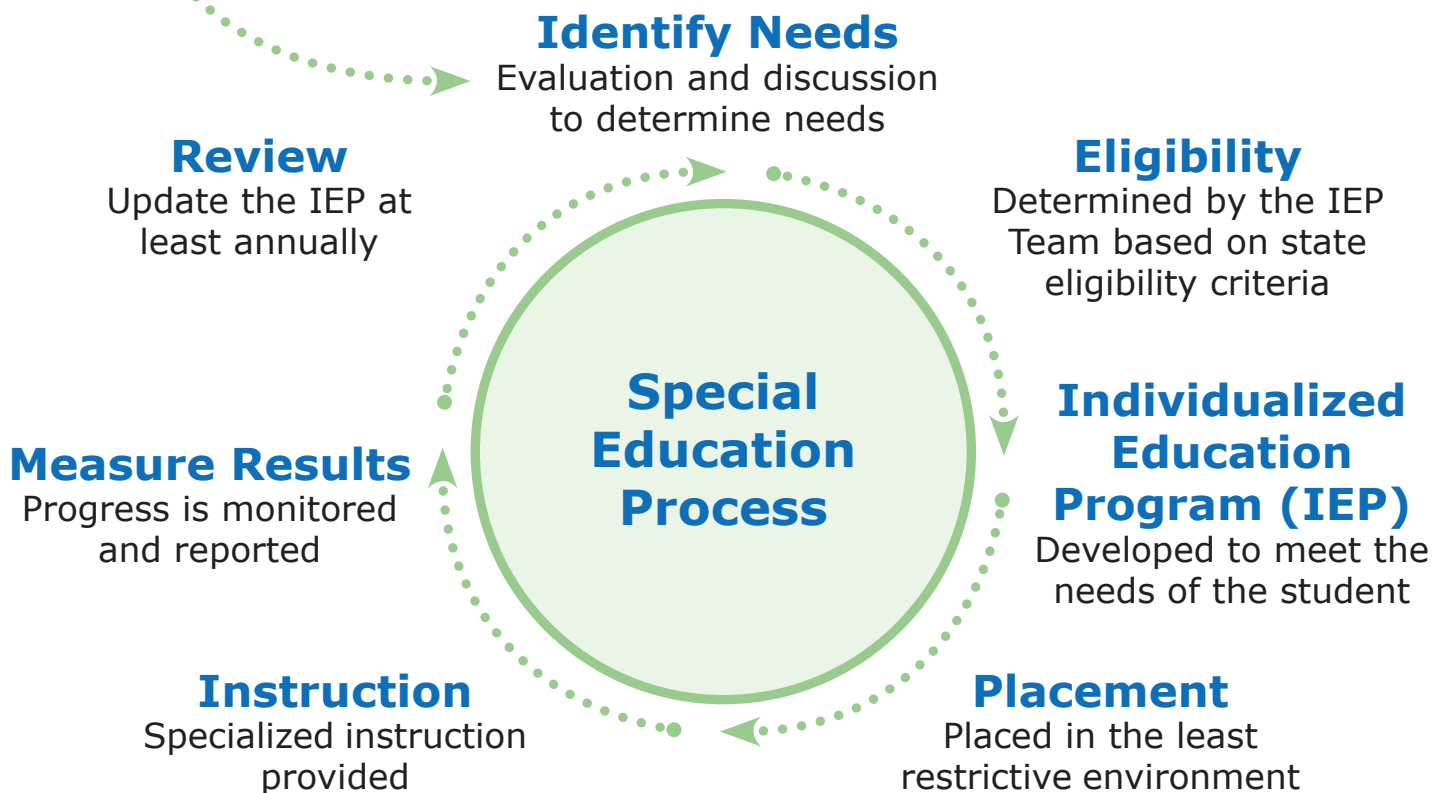 Identify Needs
Evaluation and discussion
to determine needs
Eligibility
Determined by the IEP
Team based on state
eligibility criteria
Individualized
Education
Program (IEP)
Developed to meet the
needs of the student
Placement
Placed in the least
restrictive environment
Instruction
Specialized instruction
provided
Measure Results
Progress is monitored
and reported
Review
Update the IEP at
least annually
Special
Education
Process